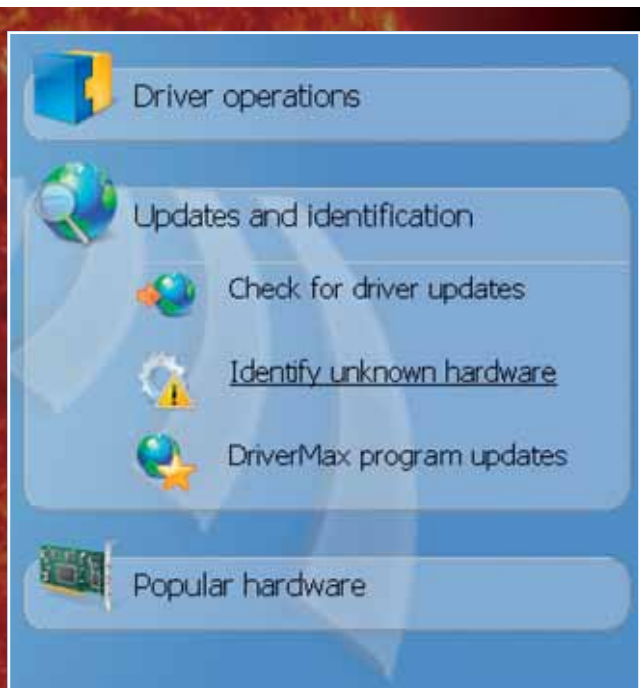 Driver operations
Updates and identification
Check for driver updates
Identify unknown hardware
DriverMax program updates
Popular hardware